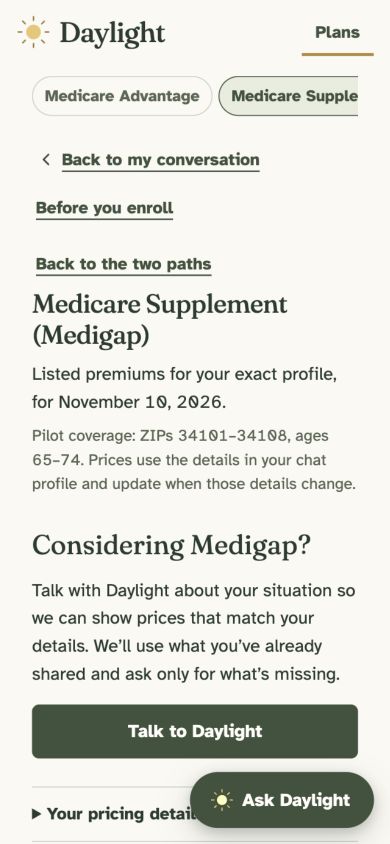 Daylight
Plans
Medicare Advantage
Medicare Supple
Back to my conversation
Before you enroll
Back to the two paths
Medicare Supplement
(Medigap)
Listed premiums for your exact profile,
for November 10, 2026.
Pilot coverage: ZIPs 34101–34108, ages
65–74. Prices use the details in your chat
profile and update when those details change.
Considering Medigap?
Talk with Daylight about your situation so
we can show prices that match your
details. We’ll use what you’ve already
shared and ask only for what’s missing.
Talk to Daylight
Your pricing detail
Ask Daylight